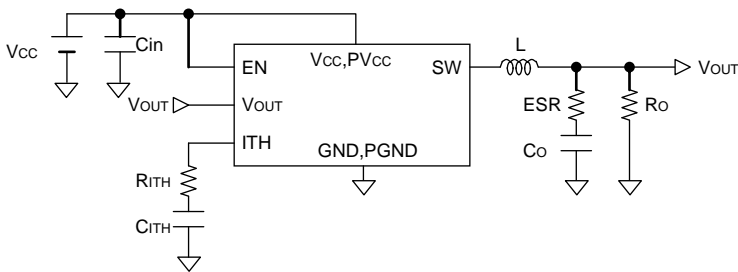 L
VCC
Cin
EN
VCC,PVCC
SW
VOUT
VOUT
VOUT
ESR
RO
ITH
GND,PGND
CO
RITH
CITH